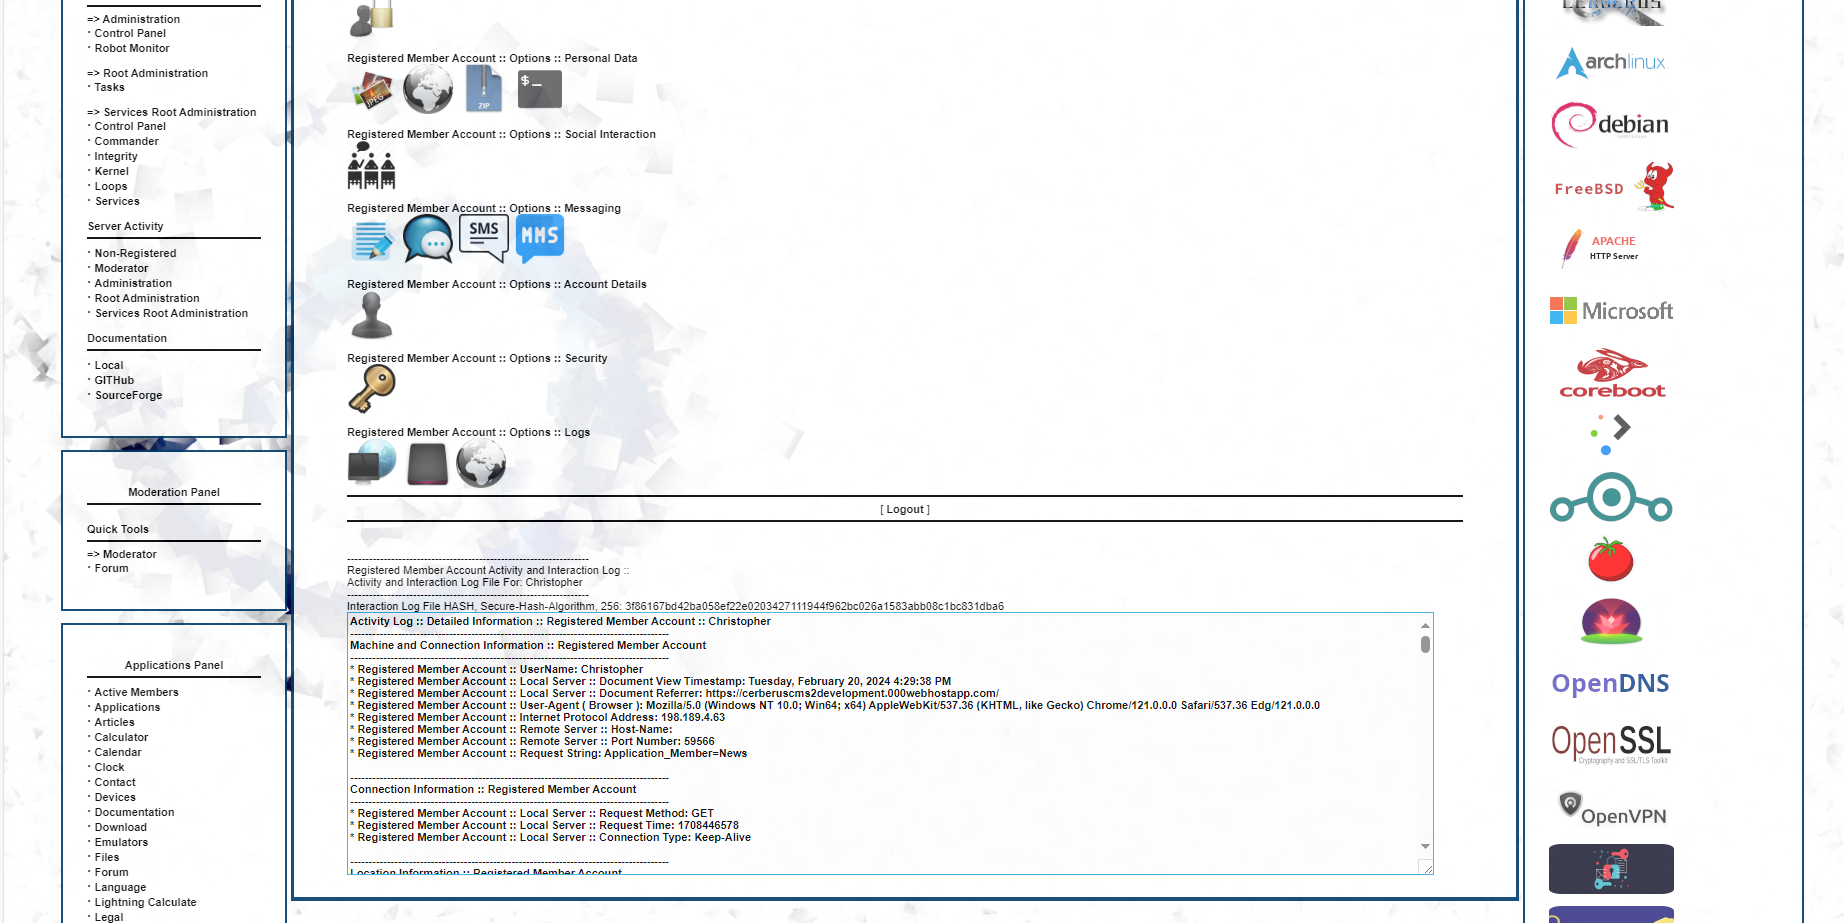 => Administration
· Control Panel
· Robot Monitor
=> Root Administration
· Tasks
=> Services Root Administration
· Control Panel
· Commander
· Integrity
· Kernel
· Loops
· Services
Server Activity
· Non-Registered
· Moderator
· Administration
· Root Administration
· Services Root Administration
Documentation
· Local
· GITHub
· SourceForge
Moderation Panel
Quick Tools
=> Moderator
· Forum
Applications Panel
· Active Members
· Applications
· Articles
· Calculator
· Calendar
· Clock
· Contact
· Devices
· Documentation
· Download
· Emulators
· Files
· Forum
· Language
· Lightning Calculate
· Legal
Registered Member Account :: Options :: Personal Data
JPEG
ZIP
$_
Registered Member Account :: Options :: Social Interaction
Registered Member Account :: Options :: Messaging
SMS
MMS
Registered Member Account :: Options :: Account Details
Registered Member Account :: Options :: Security
Registered Member Account :: Options :: Logs
[ Logout ]
Registered Member Account Activity and Interaction Log ::
Activity and Interaction Log File For: Christopher
Interaction Log File HASH, Secure-Hash-Algorithm, 256: 3f86167bd42ba058ef22e0203427111944f962bc026a1583abb08c1bc831dba6
Activity Log :: Detailed Information :: Registered Member Account :: Christopher
Machine and Connection Information :: Registered Member Account
* Registered Member Account :: UserName: Christopher
* Registered Member Account :: Local Server :: Document View Timestamp: Tuesday, February 20, 2024 4:29:38 PM
* Registered Member Account :: Local Server :: Document Referrer: https://cerberuscms2development.000webhostapp.com/
* Registered Member Account :: User-Agent ( Browser ): Mozilla/5.0 (Windows NT 10.0; Win64; x64) AppleWebKit/537.36 (KHTML, like Gecko) Chrome/121.0.0.0 Safari/537.36 Edg/121.0.0.0
* Registered Member Account :: Internet Protocol Address: 198.189.4.63
* Registered Member Account :: Remote Server :: Host-Name:
* Registered Member Account :: Remote Server :: Port Number: 59566
* Registered Member Account :: Request String: Application_Member=News
Connection Information :: Registered Member Account
* Registered Member Account :: Local Server :: Request Method: GET
* Registered Member Account :: Local Server :: Request Time: 1708446578
* Registered Member Account :: Local Server :: Connection Type: Keep-Alive
Location Information :: Registered Member Account
CERBERUS
archlinux
debian
FreeBSD
APACHE
HTTP Server
Microsoft
coreboot
OpenDNS
OpenSSL
Cryptography and SSL/TLS Toolkit
OpenVPN